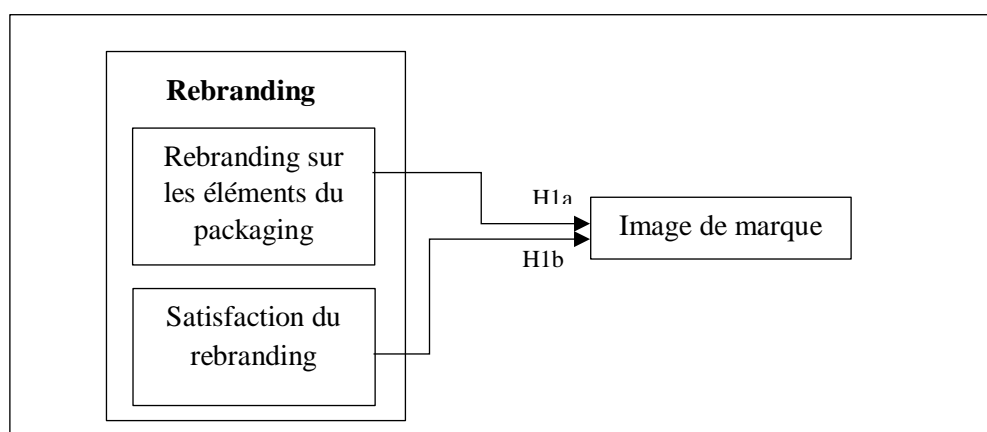 Rebranding
Rebranding sur
les éléments du
packaging
Satisfaction du
rebranding
H1a
H1b
Image de marque